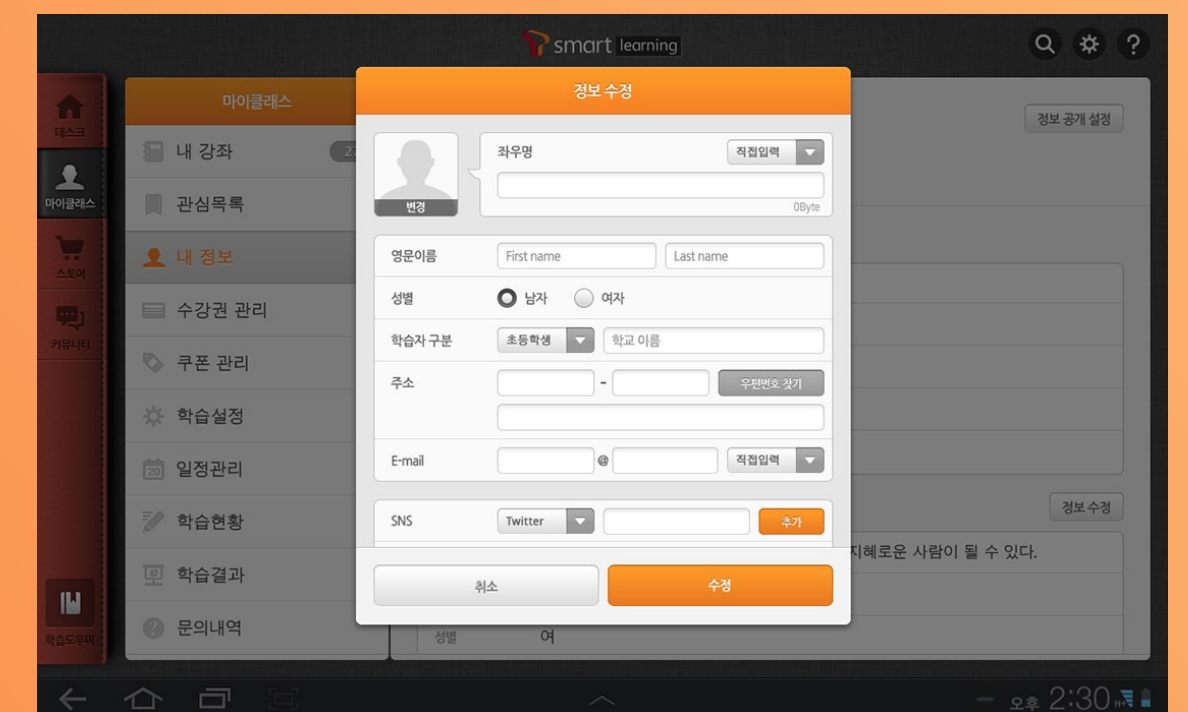 smart learning
정보 수정
마이클래스
정보 공개 설정
데스크
마이클래스
스토어
커뮤니티
학습도우미
내 강좌
관심목록
내 정보
수강권 관리
쿠폰 관리
학습설정
20 일정관리
학습현황
학습결과
문의내역
변경
좌우명 직접입력
0Byte
영문이름 First name Last name
성별 남자 여자
학습자 구분 초등학생 학교 이름
주소 - 우편번호 찾기
E-mail @ 직접입력
SNS Twitter 추가
취소 수정
정보 수정
지혜로운 사람이 될 수 있다.
성별 여
오후 2:30 H+